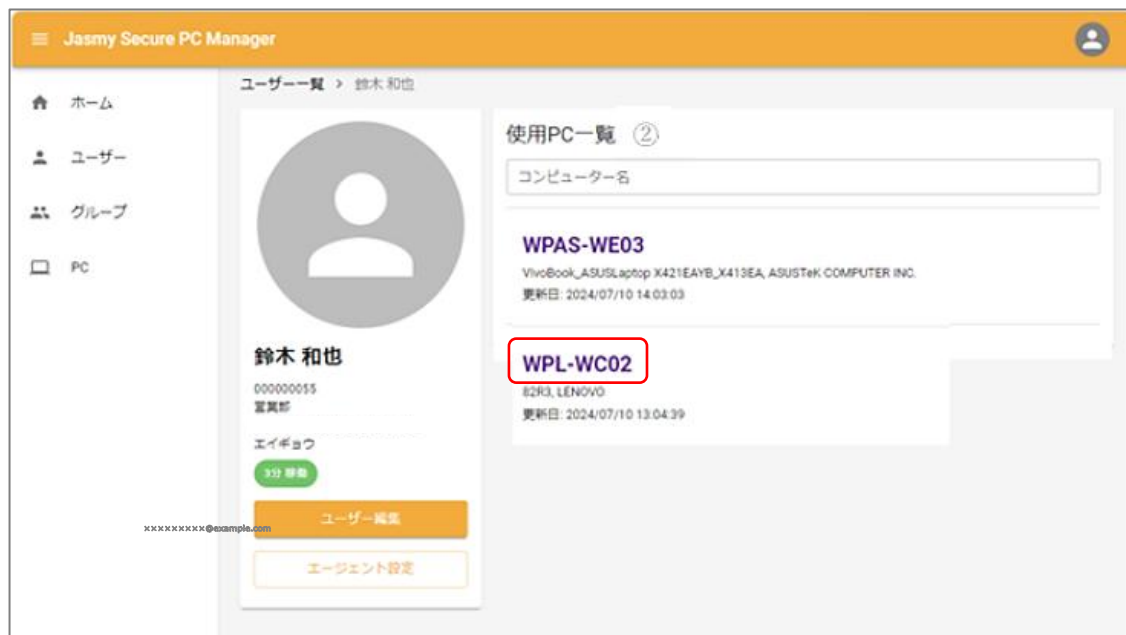 Jasmy Secure PC Manager
ホーム
ユーザー
グループ
PC
ユーザー一覧 > 鈴木 和也
鈴木 和也
000000055
営業部
エイギョウ
3分 稼働
ユーザー編集
×××××××××@example.com
エージェント設定
使用PC一覧 ②
コンピューター名
WPAS-WE03
VivoBook_ASUSLaptop X421EAYB_X413EA, ASUSTeK COMPUTER INC.
更新日: 2024/07/10 14:03:03
WPL-WC02
82R3, LENOVO
更新日: 2024/07/10 13:04:39